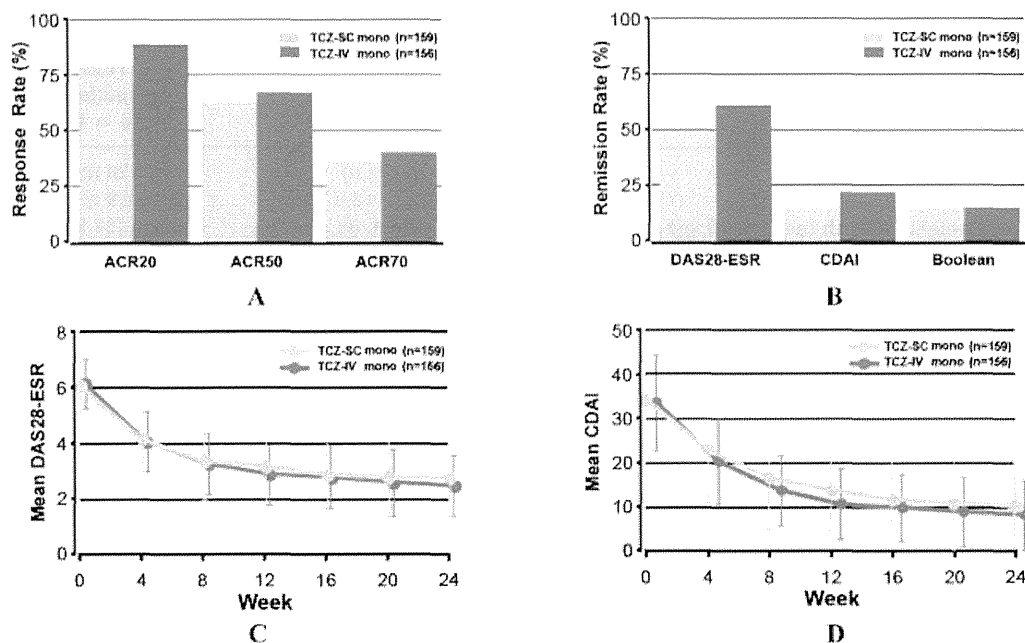 100
75
50
25
0
Response Rate (%)
TCZ-SC mono (n=159)
TCZ-IV mono (n=156)
ACR20 ACR50 ACR70
A
100
75
50
25
0
Remission Rate (%)
TCZ-SC mono (n=159)
TCZ-IV mono (n=156)
DAS28-ESR CDAI Boolean
B
8
6
4
2
0
Mean DAS28-ESR
TCZ-SC mono (n=159)
TCZ-IV mono (n=156)
0 4 8 12 16 20 24
Week
C
50
40
30
20
10
0
Mean CDAI
TCZ-SC mono (n=159)
TCZ-IV mono (n=156)
0 4 8 12 16 20 24
Week
D